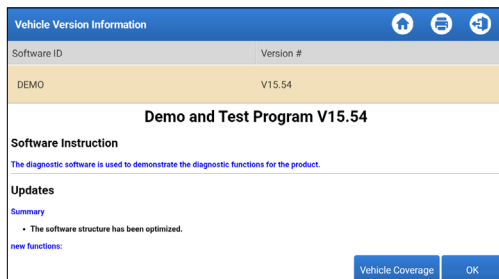 Vehicle Version Information
Software ID Version #
DEMO V15.54
Demo and Test Program V15.54
Software Instruction
The diagnostic software is used to demonstrate the diagnostic functions for the product.
Updates
Summary
• The software structure has been optimized.
new functions:
Vehicle Coverage OK